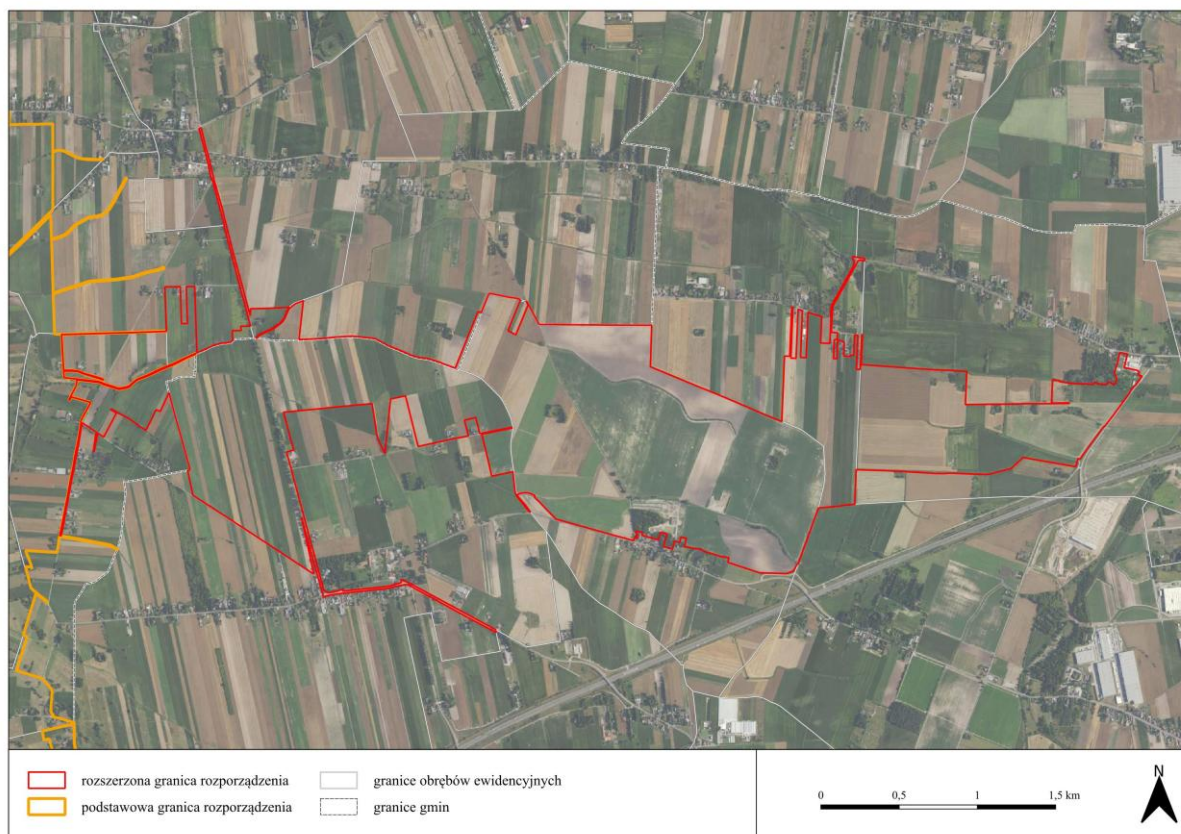 rozszerzona granica rozporządzenia
podstawowa granica rozporządzenia
granice obrębów ewidencyjnych
granice gmin
0 0,5 1 1,5 km
N